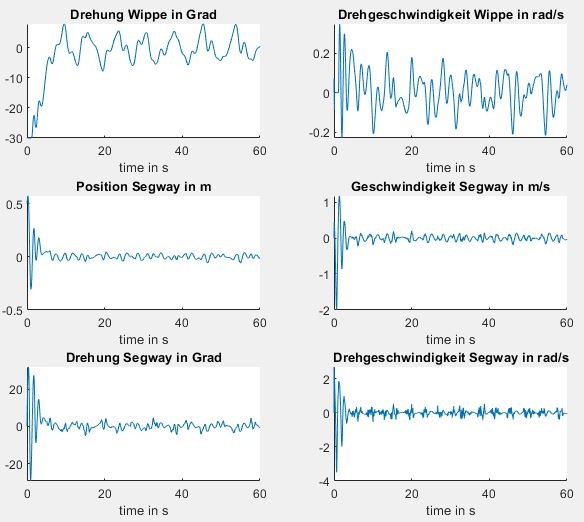 Drehung Wippe in Grad
0
-10
-20
-30
0 20 40 60
time in s
Drehgeschwindigkeit Wippe in rad/s
0.2
0
-0.2
0 20 40 60
time in s
Position Segway in m
0.5
0
-0.5
0 20 40 60
time in s
Geschwindigkeit Segway in m/s
1
0
-1
-2
0 20 40 60
time in s
Drehung Segway in Grad
20
0
-20
0 20 40 60
time in s
Drehgeschwindigkeit Segway in rad/s
2
0
-2
-4
0 20 40 60
time in s